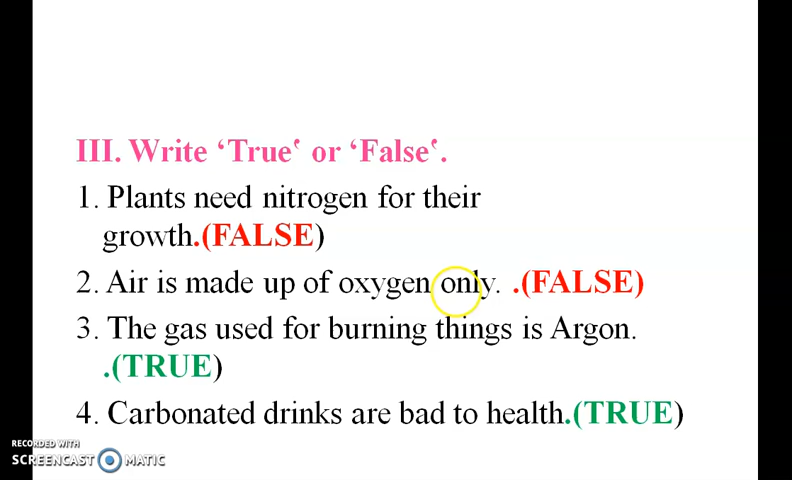 III. Write ‘True‛ or ‘False‛.
1. Plants need nitrogen for their
growth.(FALSE)
2. Air is made up of oxygen only. .(FALSE)
3. The gas used for burning things is Argon.
.(TRUE)
4. Carbonated drinks are bad to health.(TRUE)
RECORDED WITH
SCREENCAST MATIC